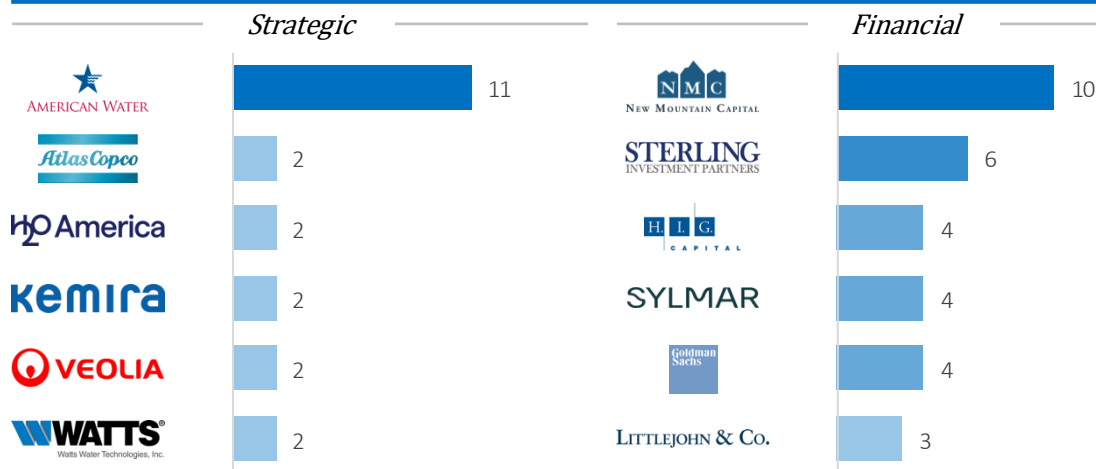 Strategic
AMERICAN WATER
11
Atlas Copco
2
H2O America
2
kemira
2
VEOLIA
2
WATTS®
Watts Water Technologies, Inc.
2
Financial
NMC
NEW MOUNTAIN CAPITAL
10
STERLING
INVESTMENT PARTNERS
6
H. I. G.
CAPITAL
4
SYLMAR
4
Goldman
Sachs
4
LITTLEJOHN & CO.
3